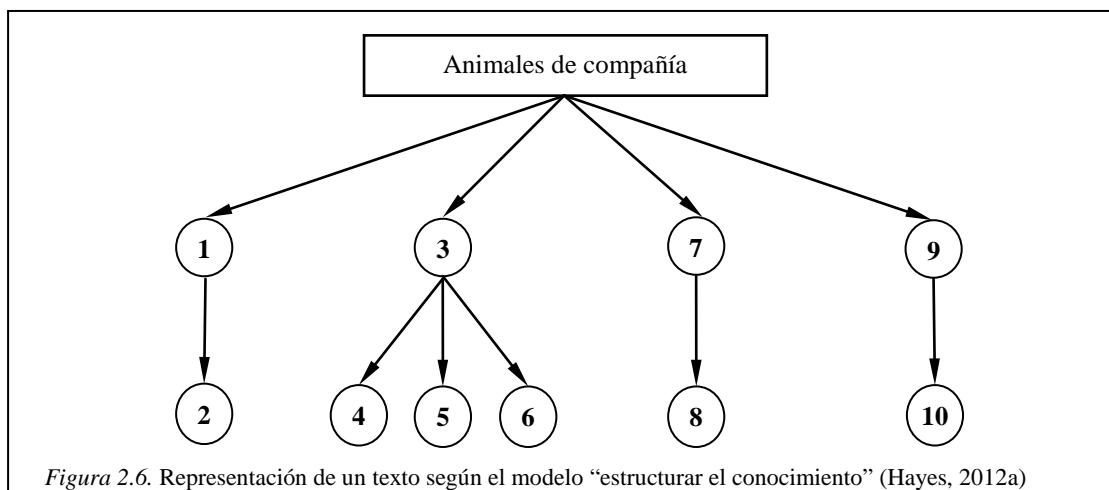 Animales de compañía
1 3 7 9
2 4 5 6 8 10
Figura 2.6. Representación de un texto según el modelo “estructurar el conocimiento” (Hayes, 2012a)